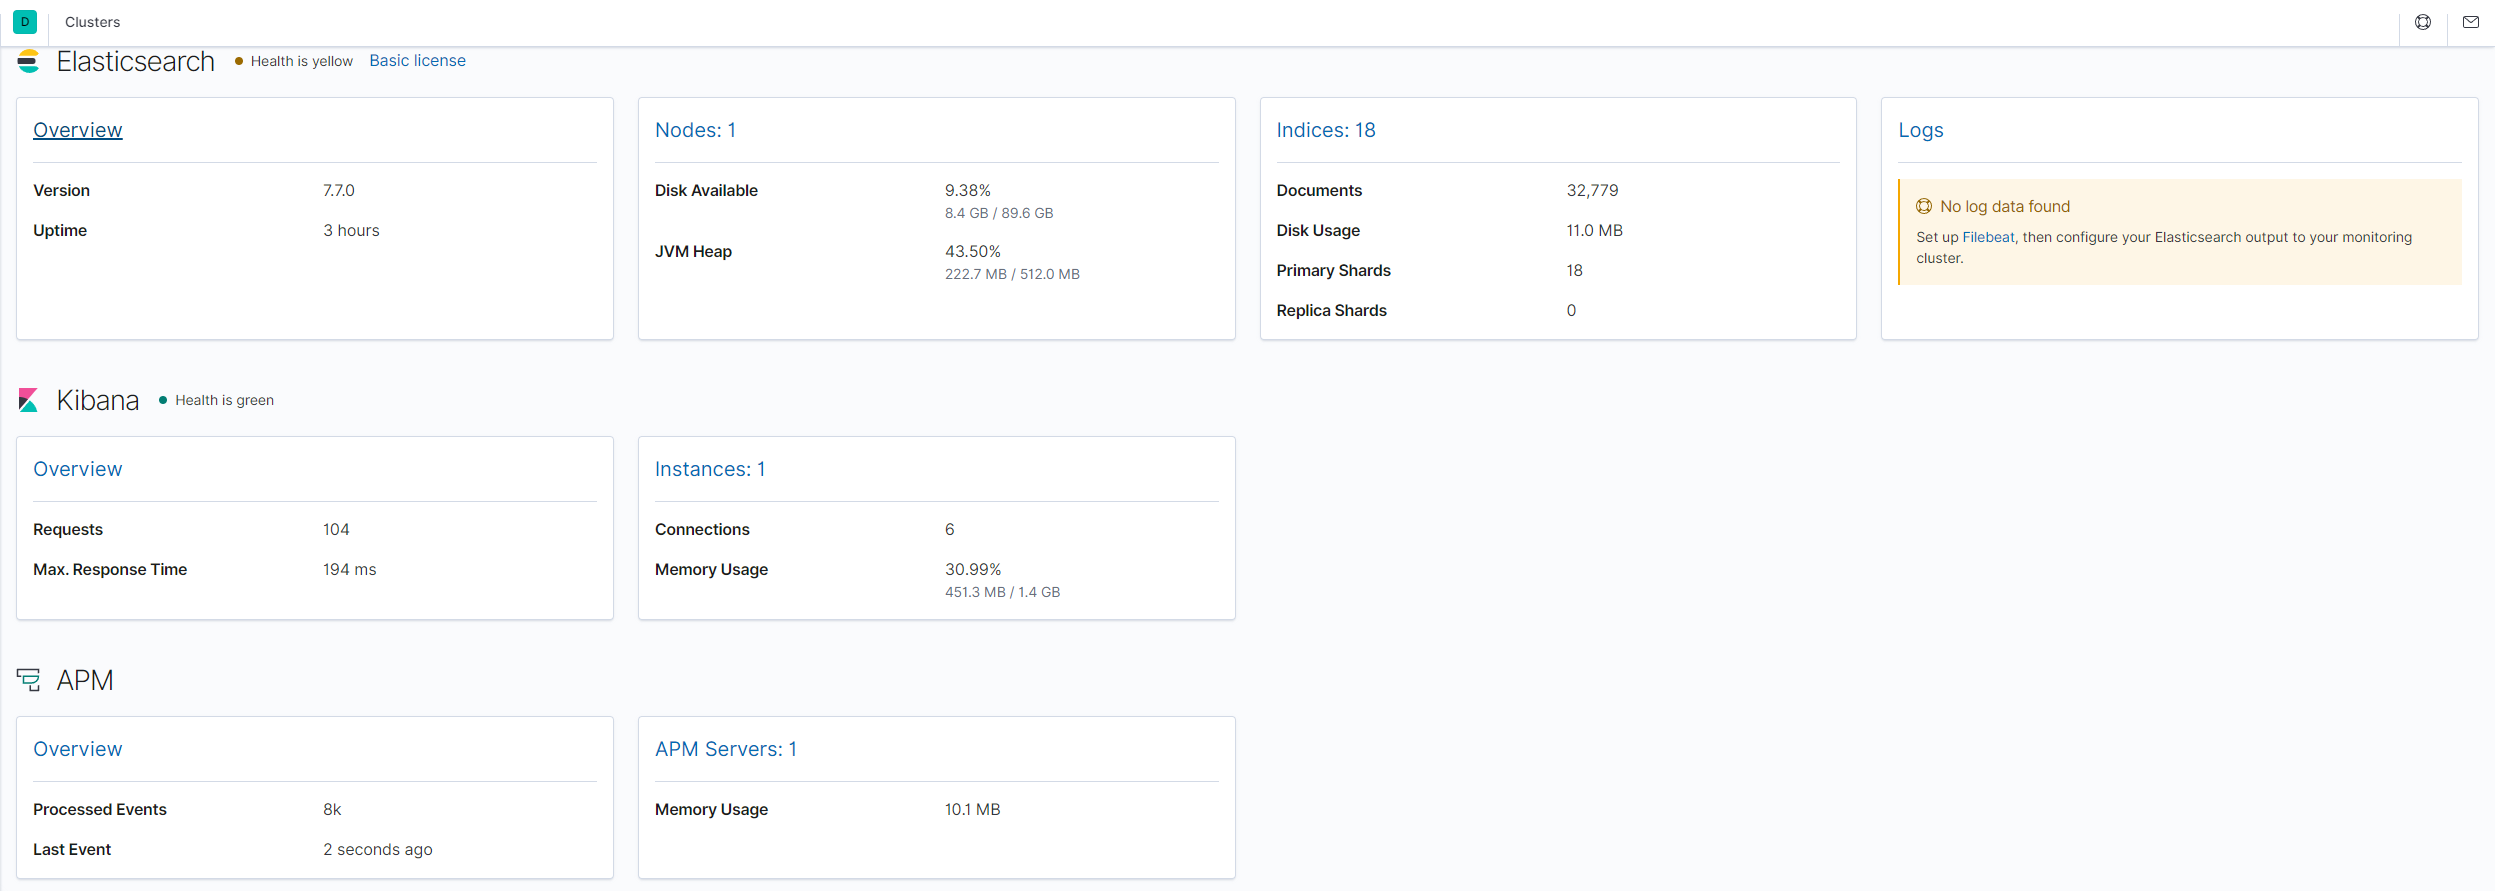 D Clusters
Elasticsearch Health is yellow Basic license
Overview
Version 7.7.0
Uptime 3 hours
Nodes: 1
Disk Available 9.38%
8.4 GB / 89.6 GB
JVM Heap 43.50%
222.7 MB / 512.0 MB
Indices: 18
Documents 32,779
Disk Usage 11.0 MB
Primary Shards 18
Replica Shards 0
Logs
No log data found
Set up Filebeat, then configure your Elasticsearch output to your monitoring
cluster.
Kibana Health is green
Overview
Requests 104
Max. Response Time 194 ms
Instances: 1
Connections 6
Memory Usage 30.99%
451.3 MB / 1.4 GB
APM
Overview
Processed Events 8k
Last Event 2 seconds ago
APM Servers: 1
Memory Usage 10.1 MB